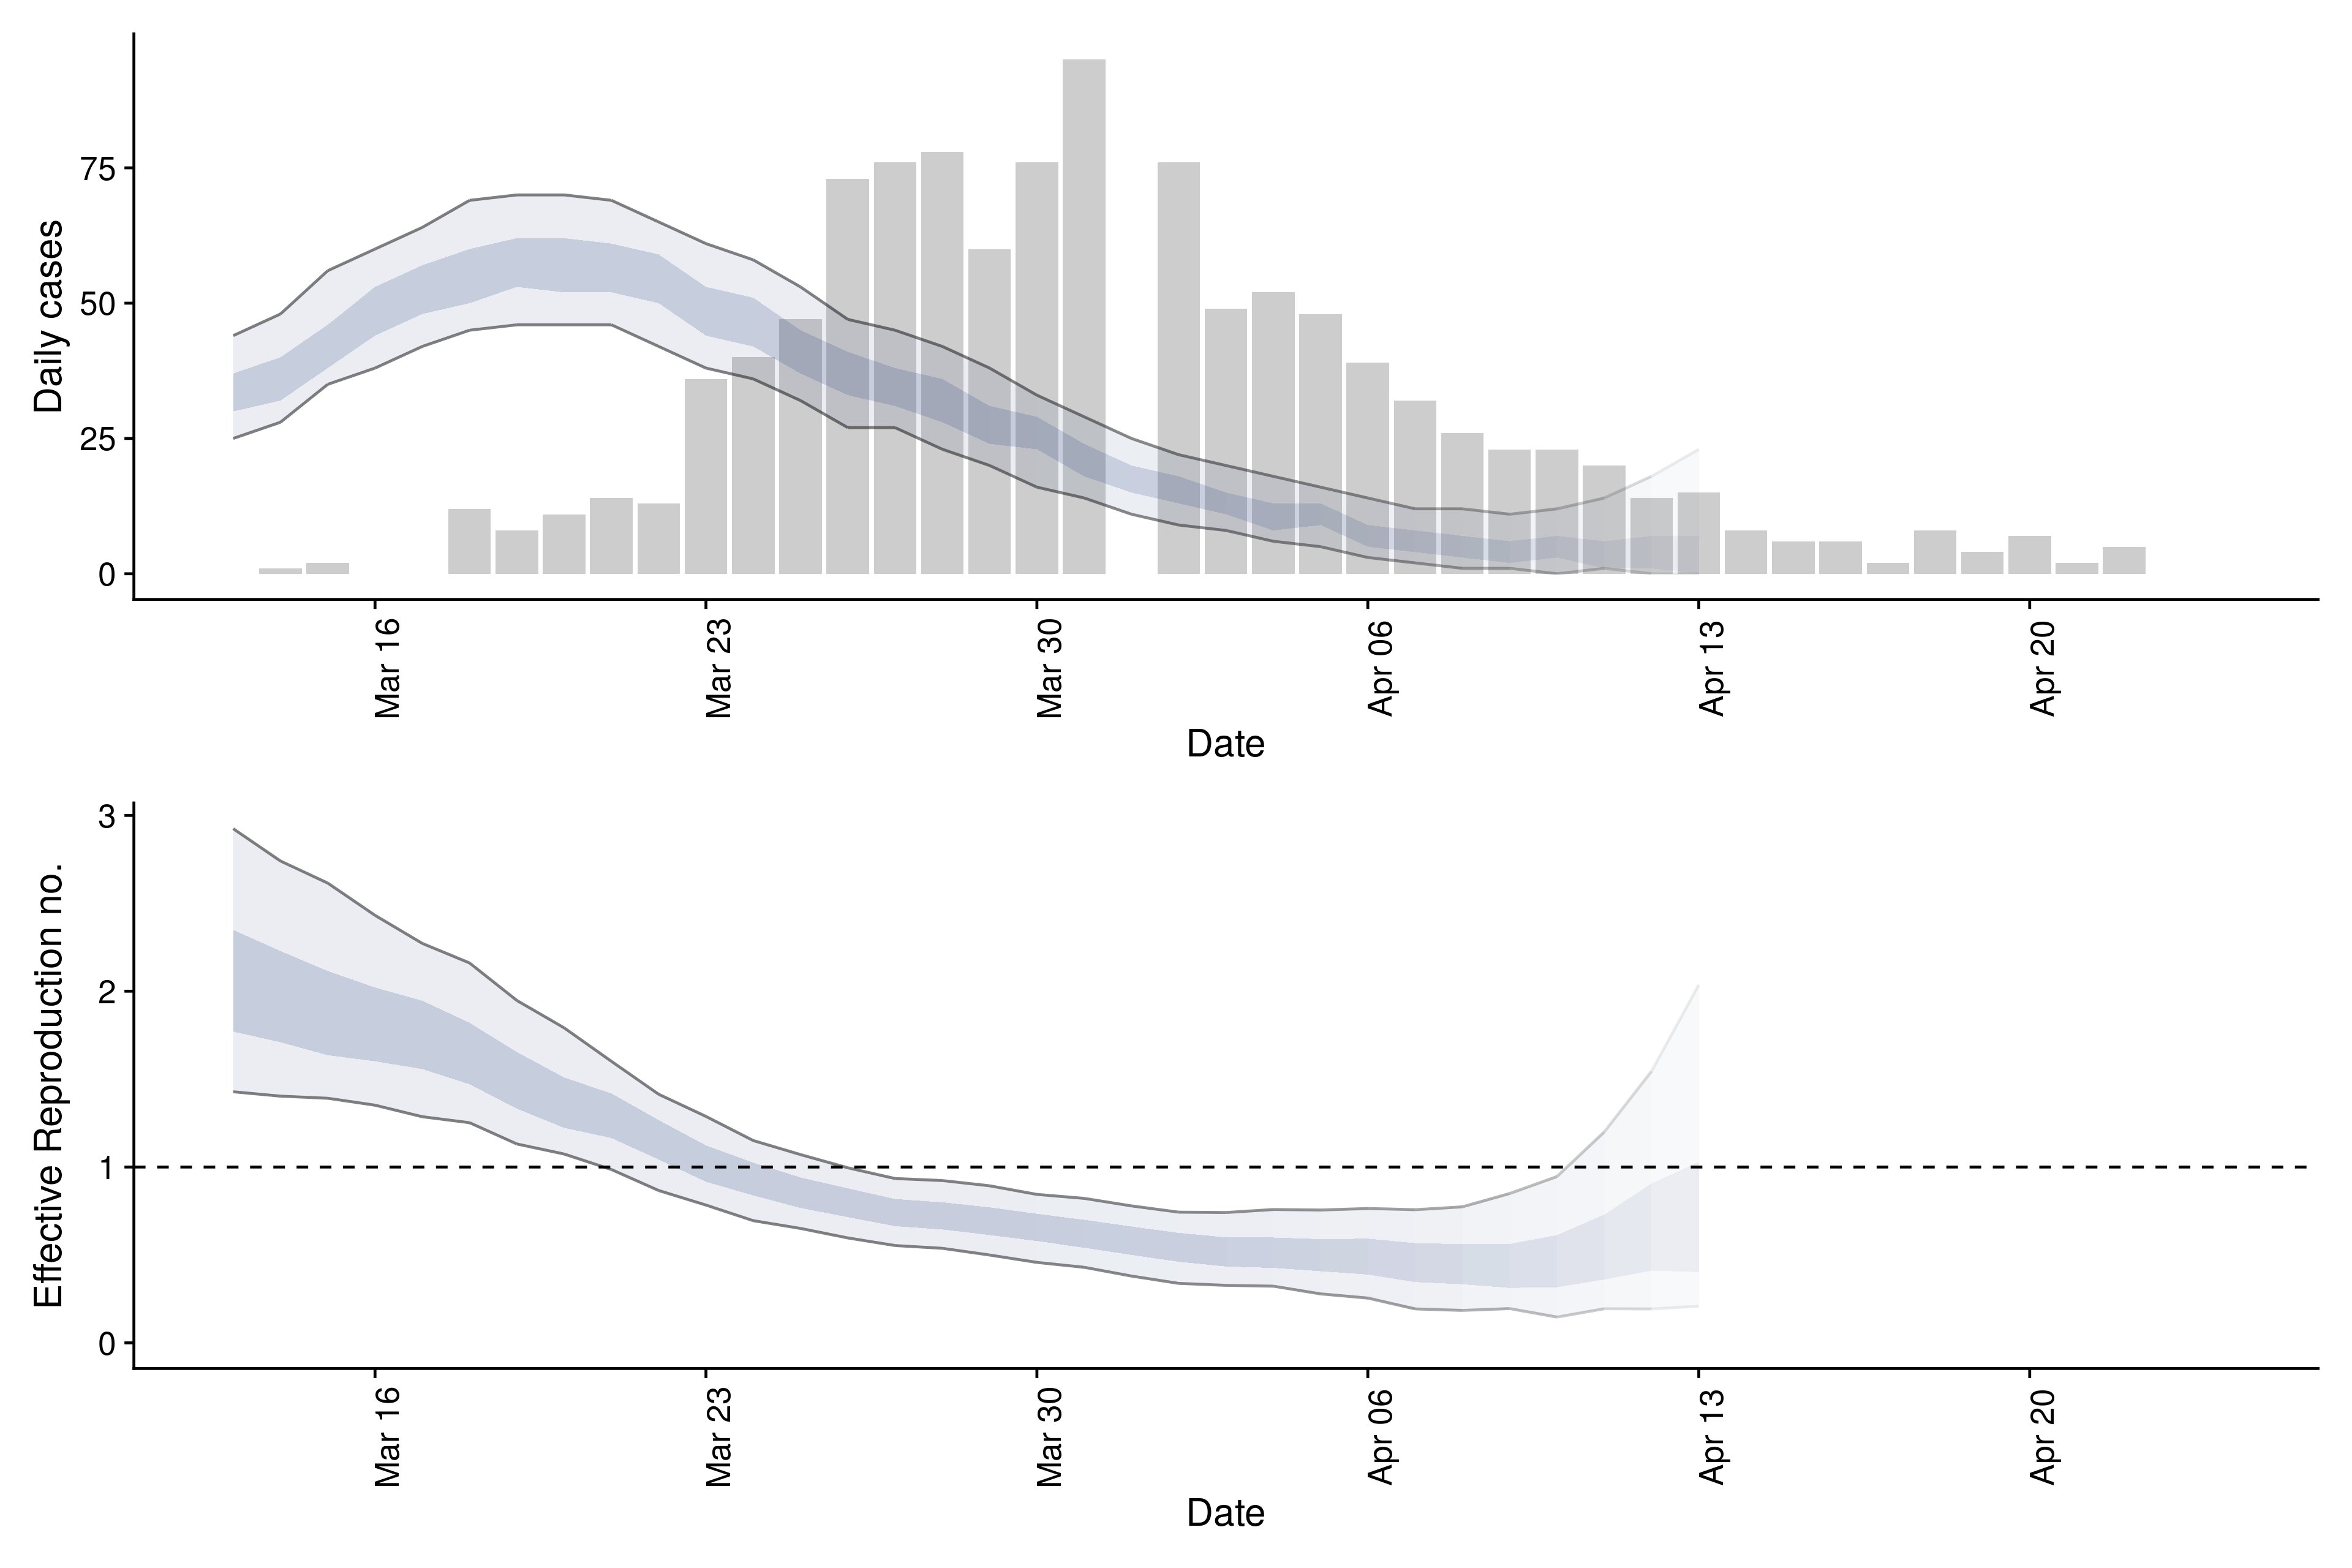 Daily cases
75
50
25
0
Mar 16
Mar 23
Mar 30
Apr 06
Apr 13
Apr 20
Date
Effective Reproduction no.
3
2
1
0
Mar 16
Mar 23
Mar 30
Apr 06
Apr 13
Apr 20
Date